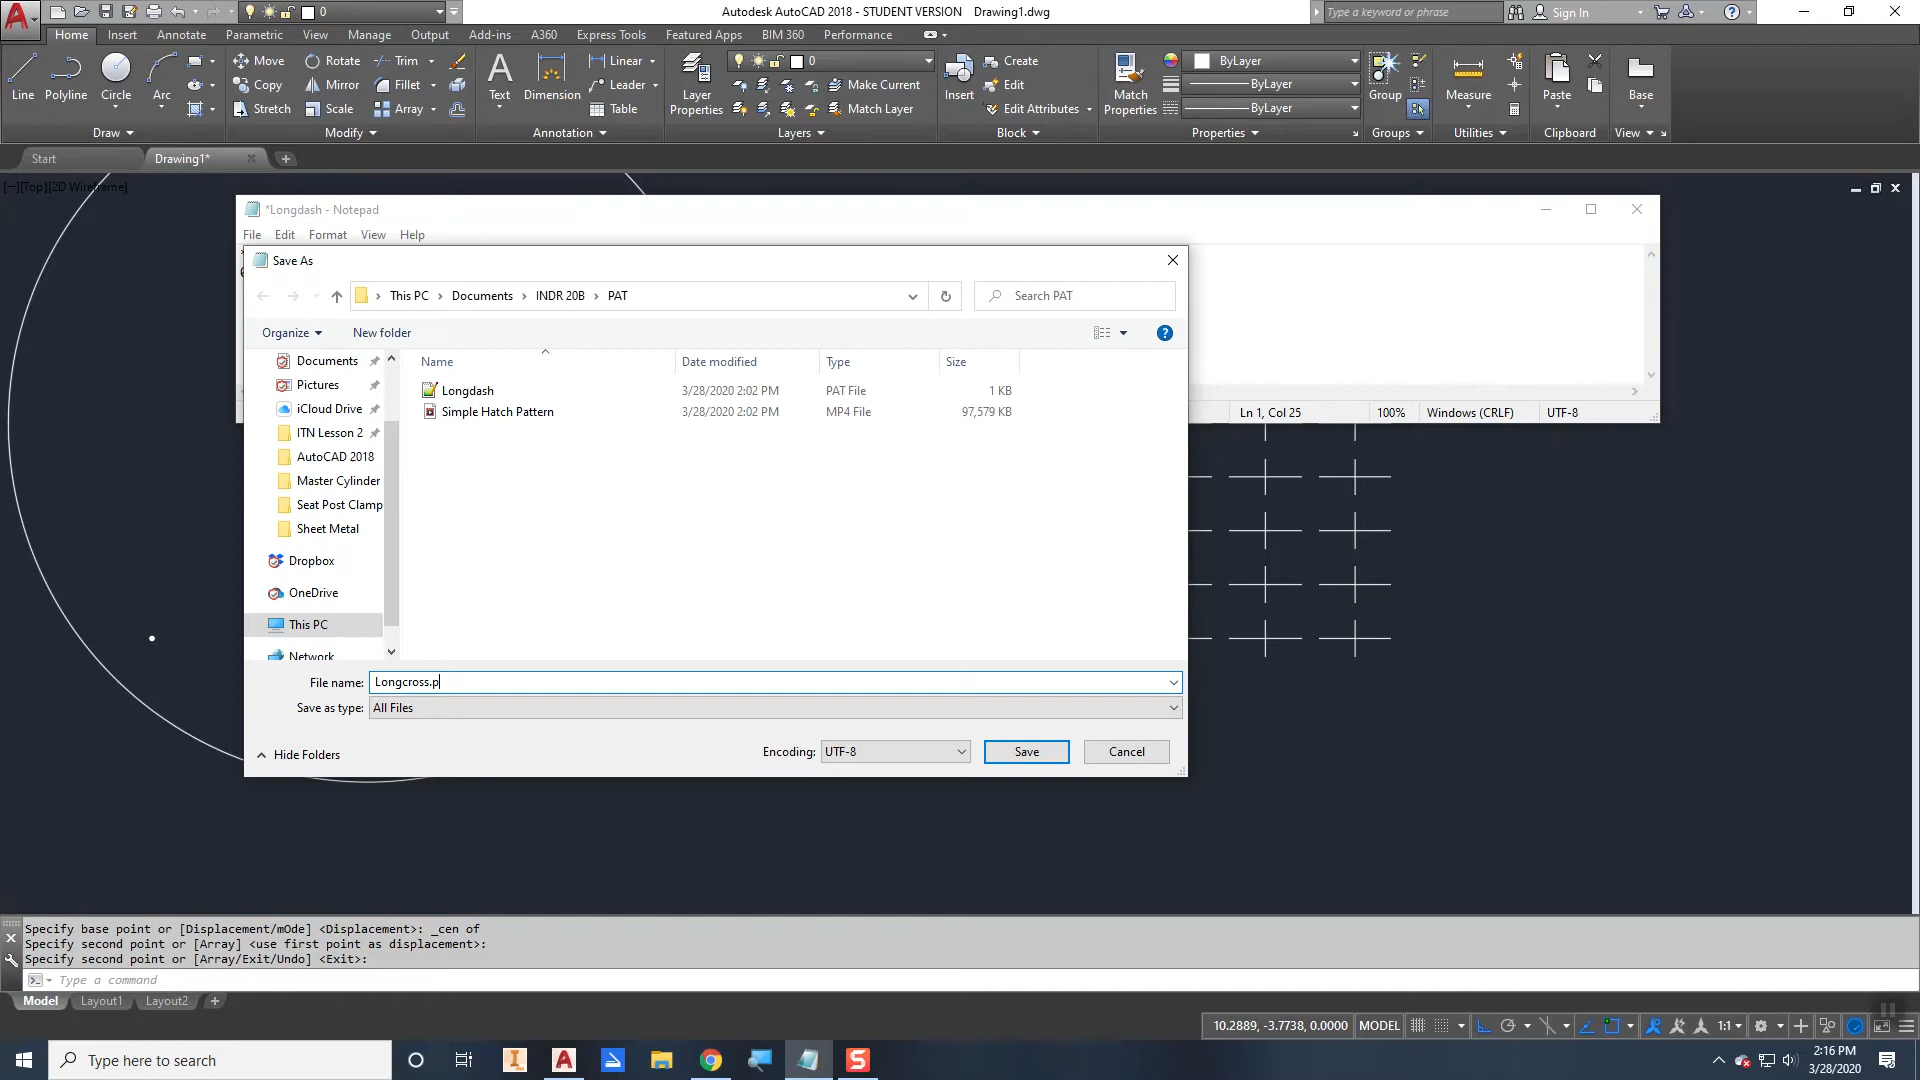 0
Autodesk AutoCAD 2018 - STUDENT VERSION Drawing1.dwg
Type a keyword or phrase
Sign In
Home Insert Annotate Parametric View Manage Output Add-ins A360 Express Tools Featured Apps BIM 360 Performance
Line Polyline Circle Arc
Draw
Move Rotate Trim
Copy Mirror Fillet
Stretch Scale Array
Modify
Text Dimension
Linear
Leader
Table
Annotation
Layer Properties
0
Make Current
Match Layer
Layers
Insert
Create
Edit
Edit Attributes
Block
Match Properties
ByLayer
ByLayer
ByLayer
Properties
Group
Groups
Measure
Utilities
Paste
Clipboard
Base
View
Start Drawing1*
[−][Top][2D Wireframe]
*Longdash - Notepad
File Edit Format View Help
Save As
This PC > Documents > INDR 20B > PAT
Search PAT
Organize New folder
Name Date modified Type Size
Longdash 3/28/2020 2:02 PM PAT File 1 KB
Simple Hatch Pattern 3/28/2020 2:02 PM MP4 File 97,579 KB
Documents
Pictures
iCloud Drive
ITN Lesson 2
AutoCAD 2018
Master Cylinder
Seat Post Clamp
Sheet Metal
Dropbox
OneDrive
This PC
Network
File name: Longcross.p
Save as type: All Files
Hide Folders
Encoding: UTF-8
Save Cancel
Ln 1, Col 25 100% Windows (CRLF) UTF-8
Specify base point or [Displacement/mOde] <Displacement>: _cen of
Specify second point or [Array] <use first point as displacement>:
Specify second point or [Array/Exit/Undo] <Exit>:
Type a command
Model Layout1 Layout2
10.2889, -3.7738, 0.0000 MODEL 1:1
Type here to search
2:16 PM
3/28/2020